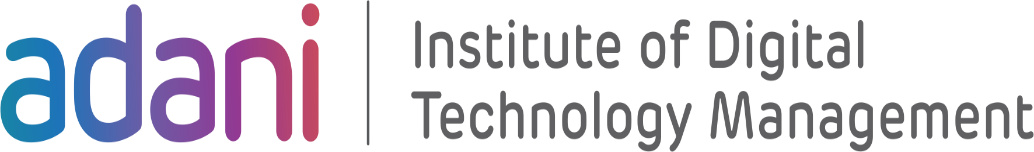 adani
Institute of Digital
Technology Management